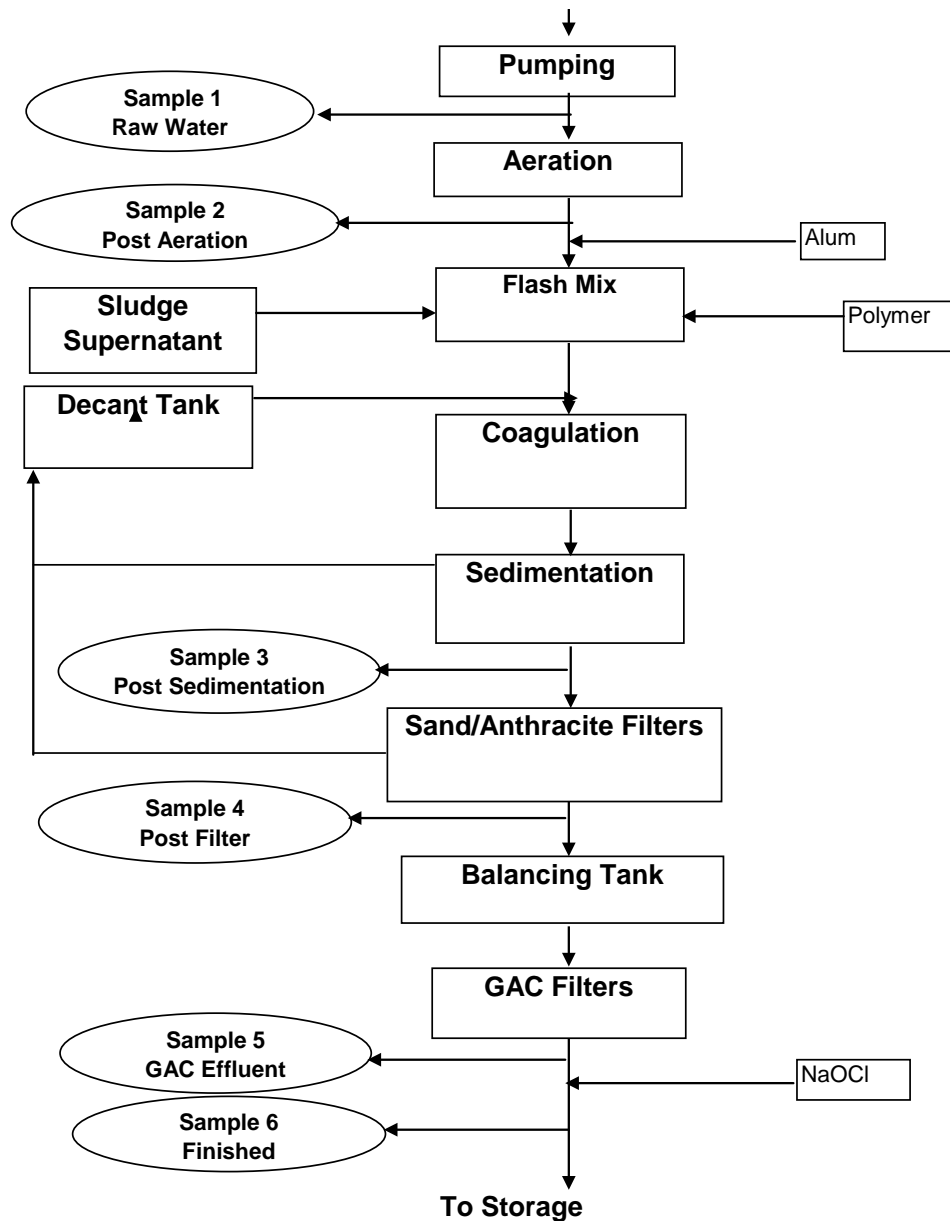 Pumping
Sample 1
Raw Water
Aeration
Sample 2
Post Aeration
Alum
Flash Mix
Sludge
Supernatant
Polymer
Decant Tank
Coagulation
Sedimentation
Sample 3
Post Sedimentation
Sand/Anthracite Filters
Sample 4
Post Filter
Balancing Tank
GAC Filters
Sample 5
GAC Effluent
NaOCl
Sample 6
Finished
To Storage